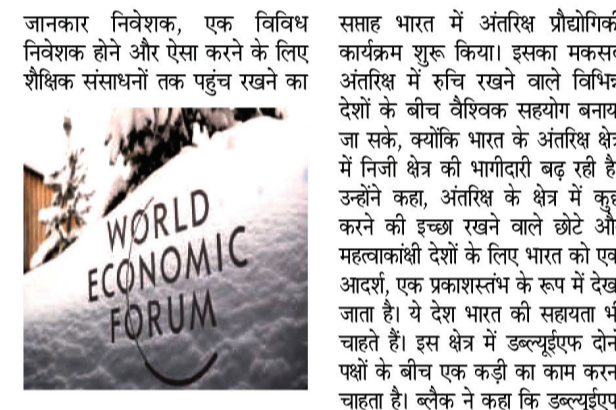 जानकार निवेशक, एक विविध
निवेशक होने और ऐसा करने के लिए
शैक्षिक संसाधनों तक पहुंच रखने का
WORLD
ECONOMIC
FORUM
सप्ताह भारत में अंतरिक्ष प्रौद्योगिक
कार्यक्रम शुरू किया। इसका मकस
अंतरिक्ष में रुचि रखने वाले विभिन्न
देशों के बीच वैश्विक सहयोग बनाय
जा सके, क्योंकि भारत के अंतरिक्ष क्षेत्र
में निजी क्षेत्र की भागीदारी बढ़ रही है
उन्होंने कहा, अंतरिक्ष के क्षेत्र में कुछ
करने की इच्छा रखने वाले छोटे औ
महत्वाकांक्षी देशों के लिए भारत को एक
आदर्श, एक प्रकाशस्तंभ के रूप में देख
जाता है। ये देश भारत की सहायता भ
चाहते हैं। इस क्षेत्र में डब्ल्यूईएफ दोन
पक्षों के बीच एक कड़ी का काम करन
चाहता है। ब्लैक ने कहा कि डब्ल्यूईएफ